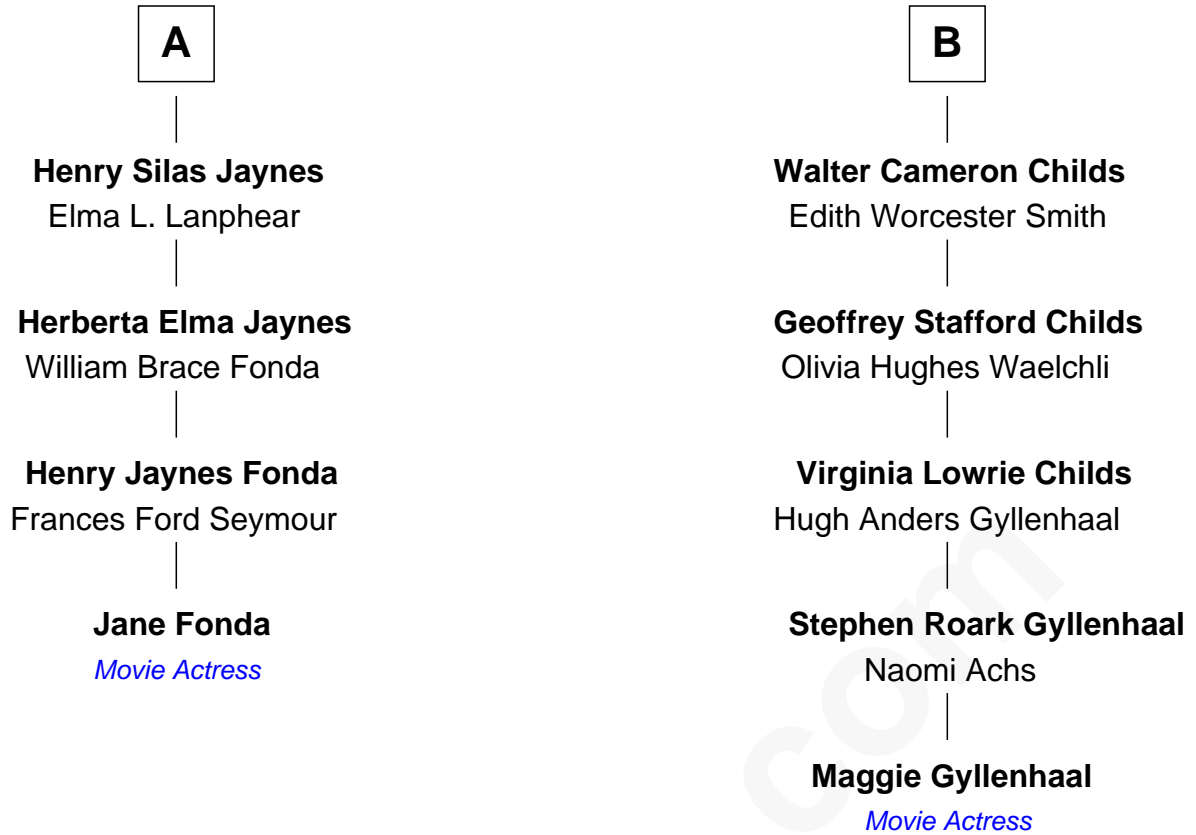 A
Henry Silas Jaynes
Elma L. Lanphear
Herberta Elma Jaynes
William Brace Fonda
Henry Jaynes Fonda
Frances Ford Seymour
Jane Fonda
Movie Actress
B
Walter Cameron Childs
Edith Worcester Smith
Geoffrey Stafford Childs
Olivia Hughes Waelchli
Virginia Lowrie Childs
Hugh Anders Gyllenhaal
Stephen Roark Gyllenhaal
Naomi Achs
Maggie Gyllenhaal
Movie Actress
com